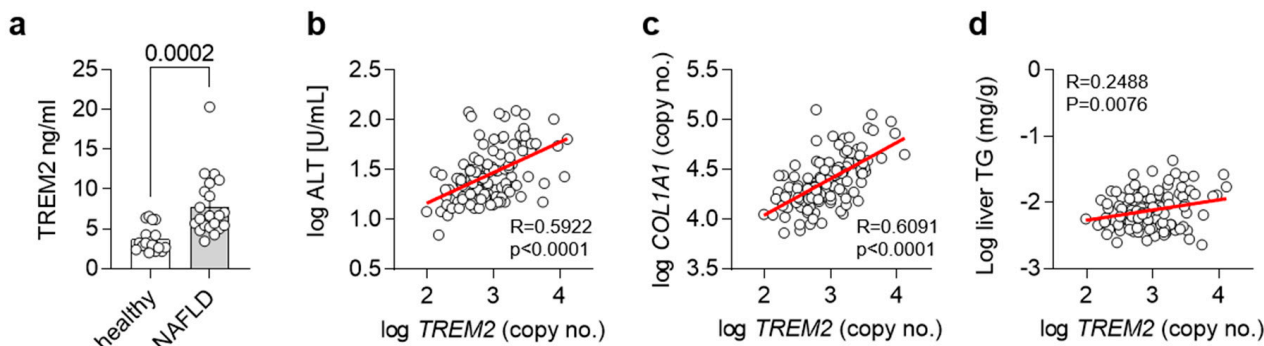 a
0.0002
TREM2 ng/ml
25
20
15
10
5
0
healthy
NAFLD
b
log ALT [U/mL]
2.5
2.0
1.5
1.0
0.5
R=0.5922
p<0.0001
2 3 4
log TREM2 (copy no.)
c
log COL1A1 (copy no.)
5.5
5.0
4.5
4.0
3.5
R=0.6091
p<0.0001
2 3 4
log TREM2 (copy no.)
d
Log liver TG (mg/g)
0
-1
-2
-3
R=0.2488
P=0.0076
2 3 4
log TREM2 (copy no.)